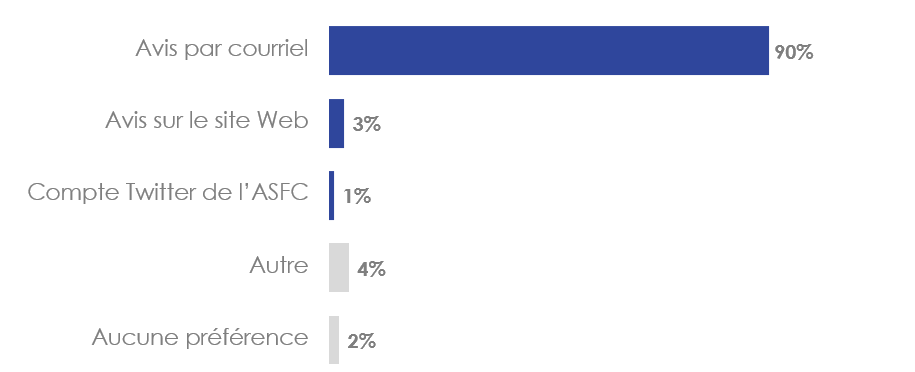 Avis par courriel 90%
Avis sur le site Web 3%
Compte Twitter de l’ASFC 1%
Autre 4%
Aucune préférence 2%